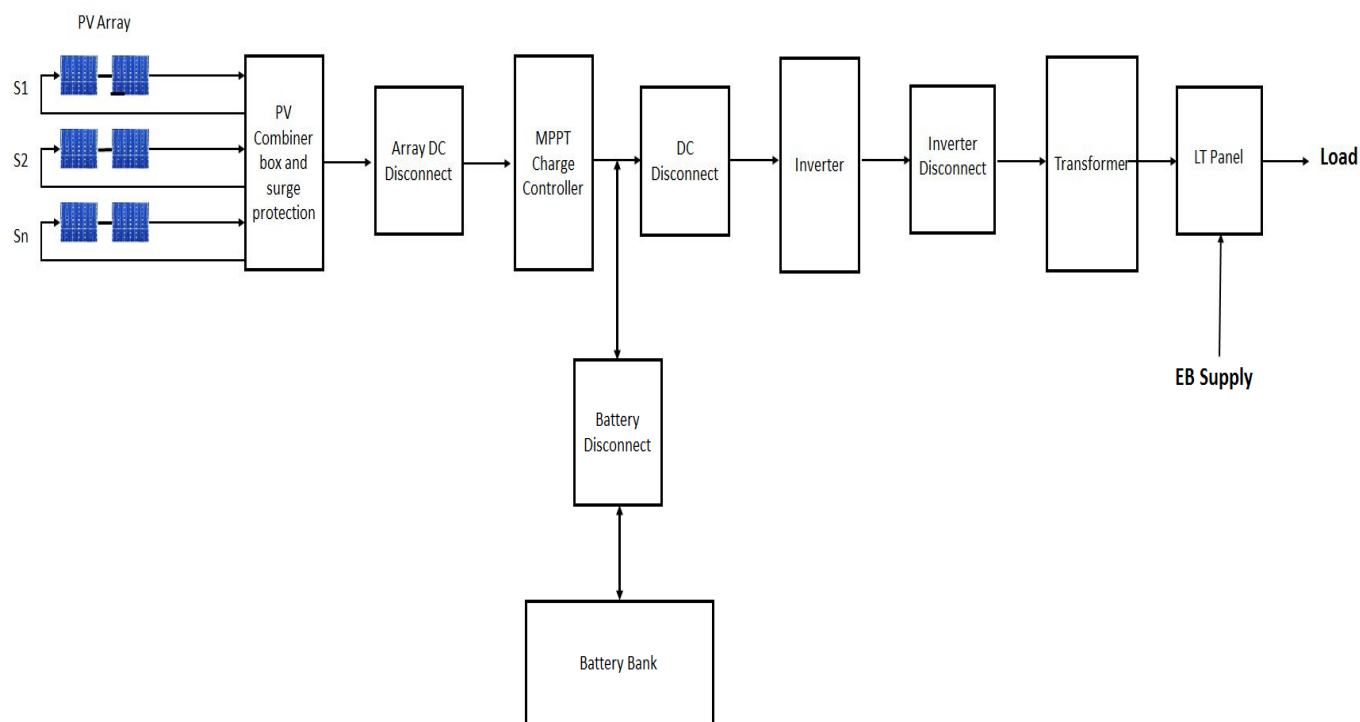 PV Array
S1
S2
Sn
PV
Combiner
box and
surge
protection
Array DC
Disconnect
MPPT
Charge
Controller
DC
Disconnect
Inverter
Inverter
Disconnect
Transformer
LT Panel
Load
EB Supply
Battery
Disconnect
Battery Bank